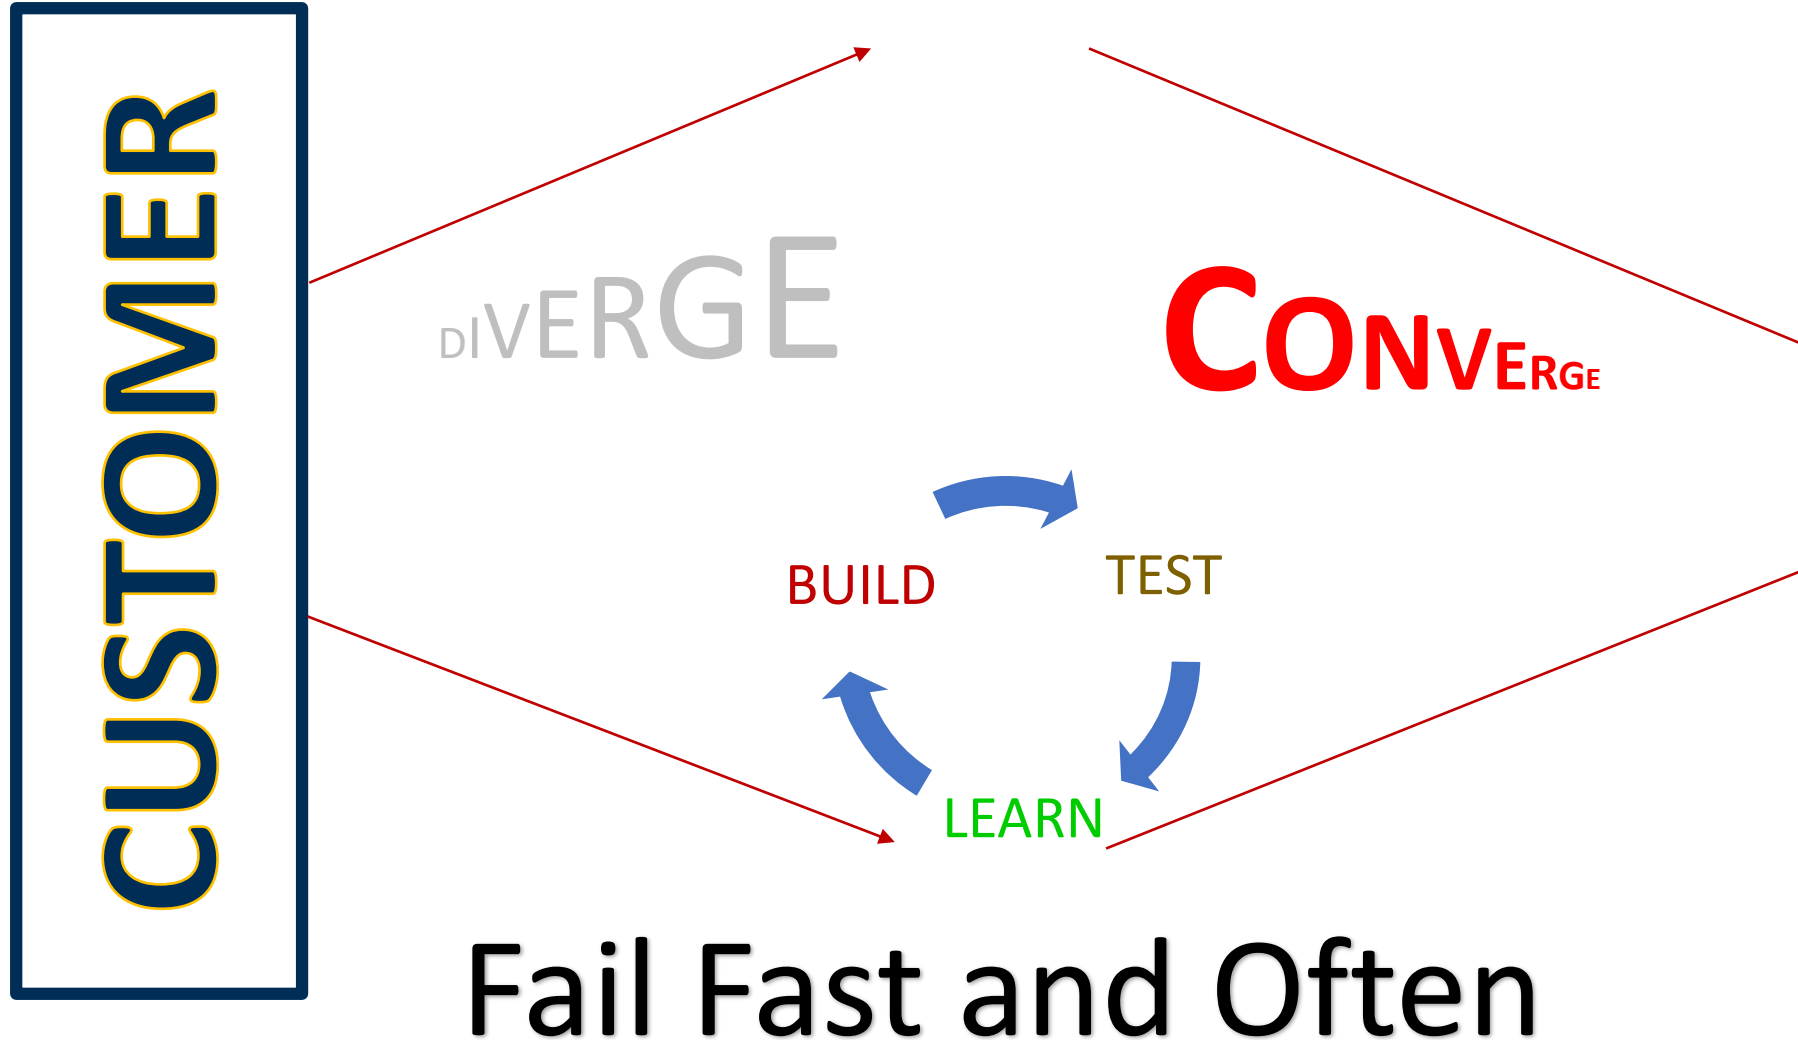 CUSTOMER
DIVERGE
CONVERGE
BUILD
TEST
LEARN
Fail Fast and Often